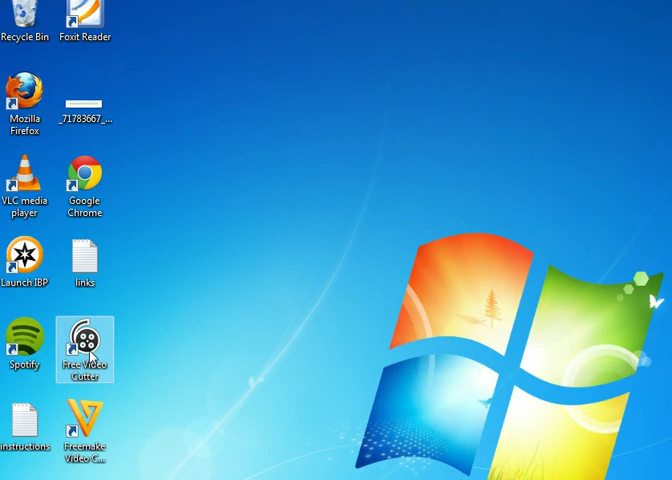 Recycle Bin
Foxit Reader
Mozilla
Firefox
_71783667_...
VLC media
player
Google
Chrome
Launch IBP
links
Spotify
Free Video
Cutter
instructions
Freemake
Video C...